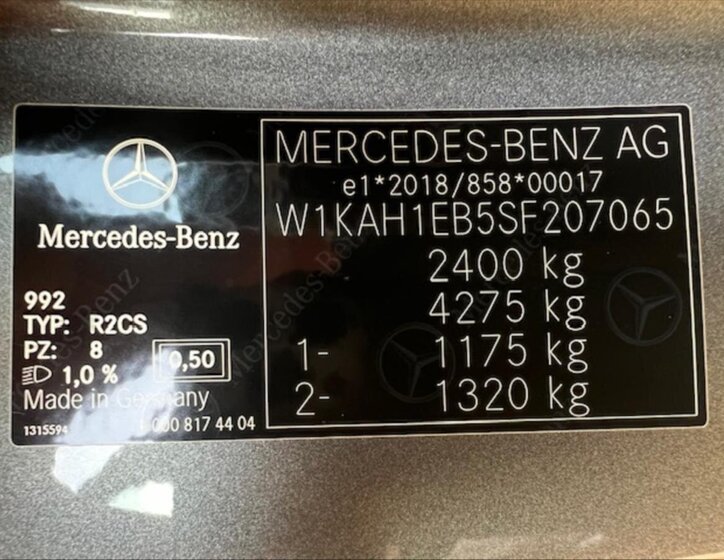 Mercedes-Benz
992
TYP: R2CS
PZ: 8
1,0 %
0,50
Made in Germany
1315594
000 817 44 04
MERCEDES-BENZ AG
e1*2018/858*00017
W1KAH1EB5SF207065
2400 kg
4275 kg
1- 1175 kg
2- 1320 kg